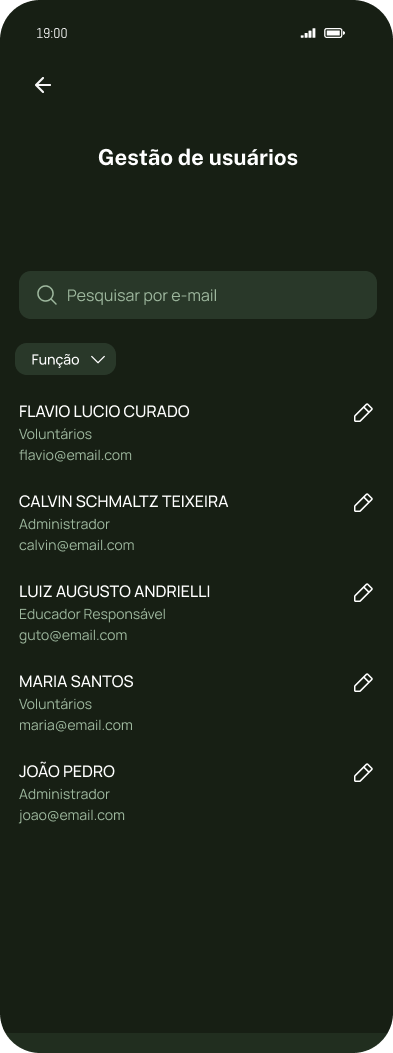 19:00
Gestão de usuários
Pesquisar por e-mail
Função
FLAVIO LUCIO CURADO
Voluntários
flavio@email.com
CALVIN SCHMALTZ TEIXEIRA
Administrador
calvin@email.com
LUIZ AUGUSTO ANDRIELLI
Educador Responsável
guto@email.com
MARIA SANTOS
Voluntários
maria@email.com
JOÃO PEDRO
Administrador
joao@email.com